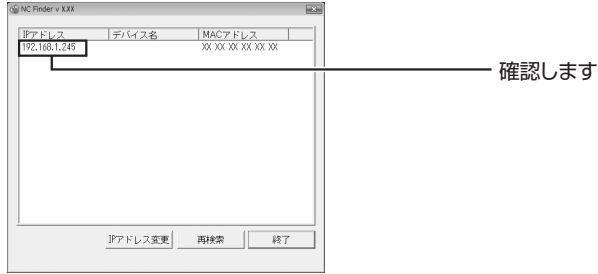 NC Finder v X.XX
IPアドレス デバイス名 MACアドレス
192.168.1.245 XX XX XX XX XX XX
確認します
IPアドレス変更 再検索 終了